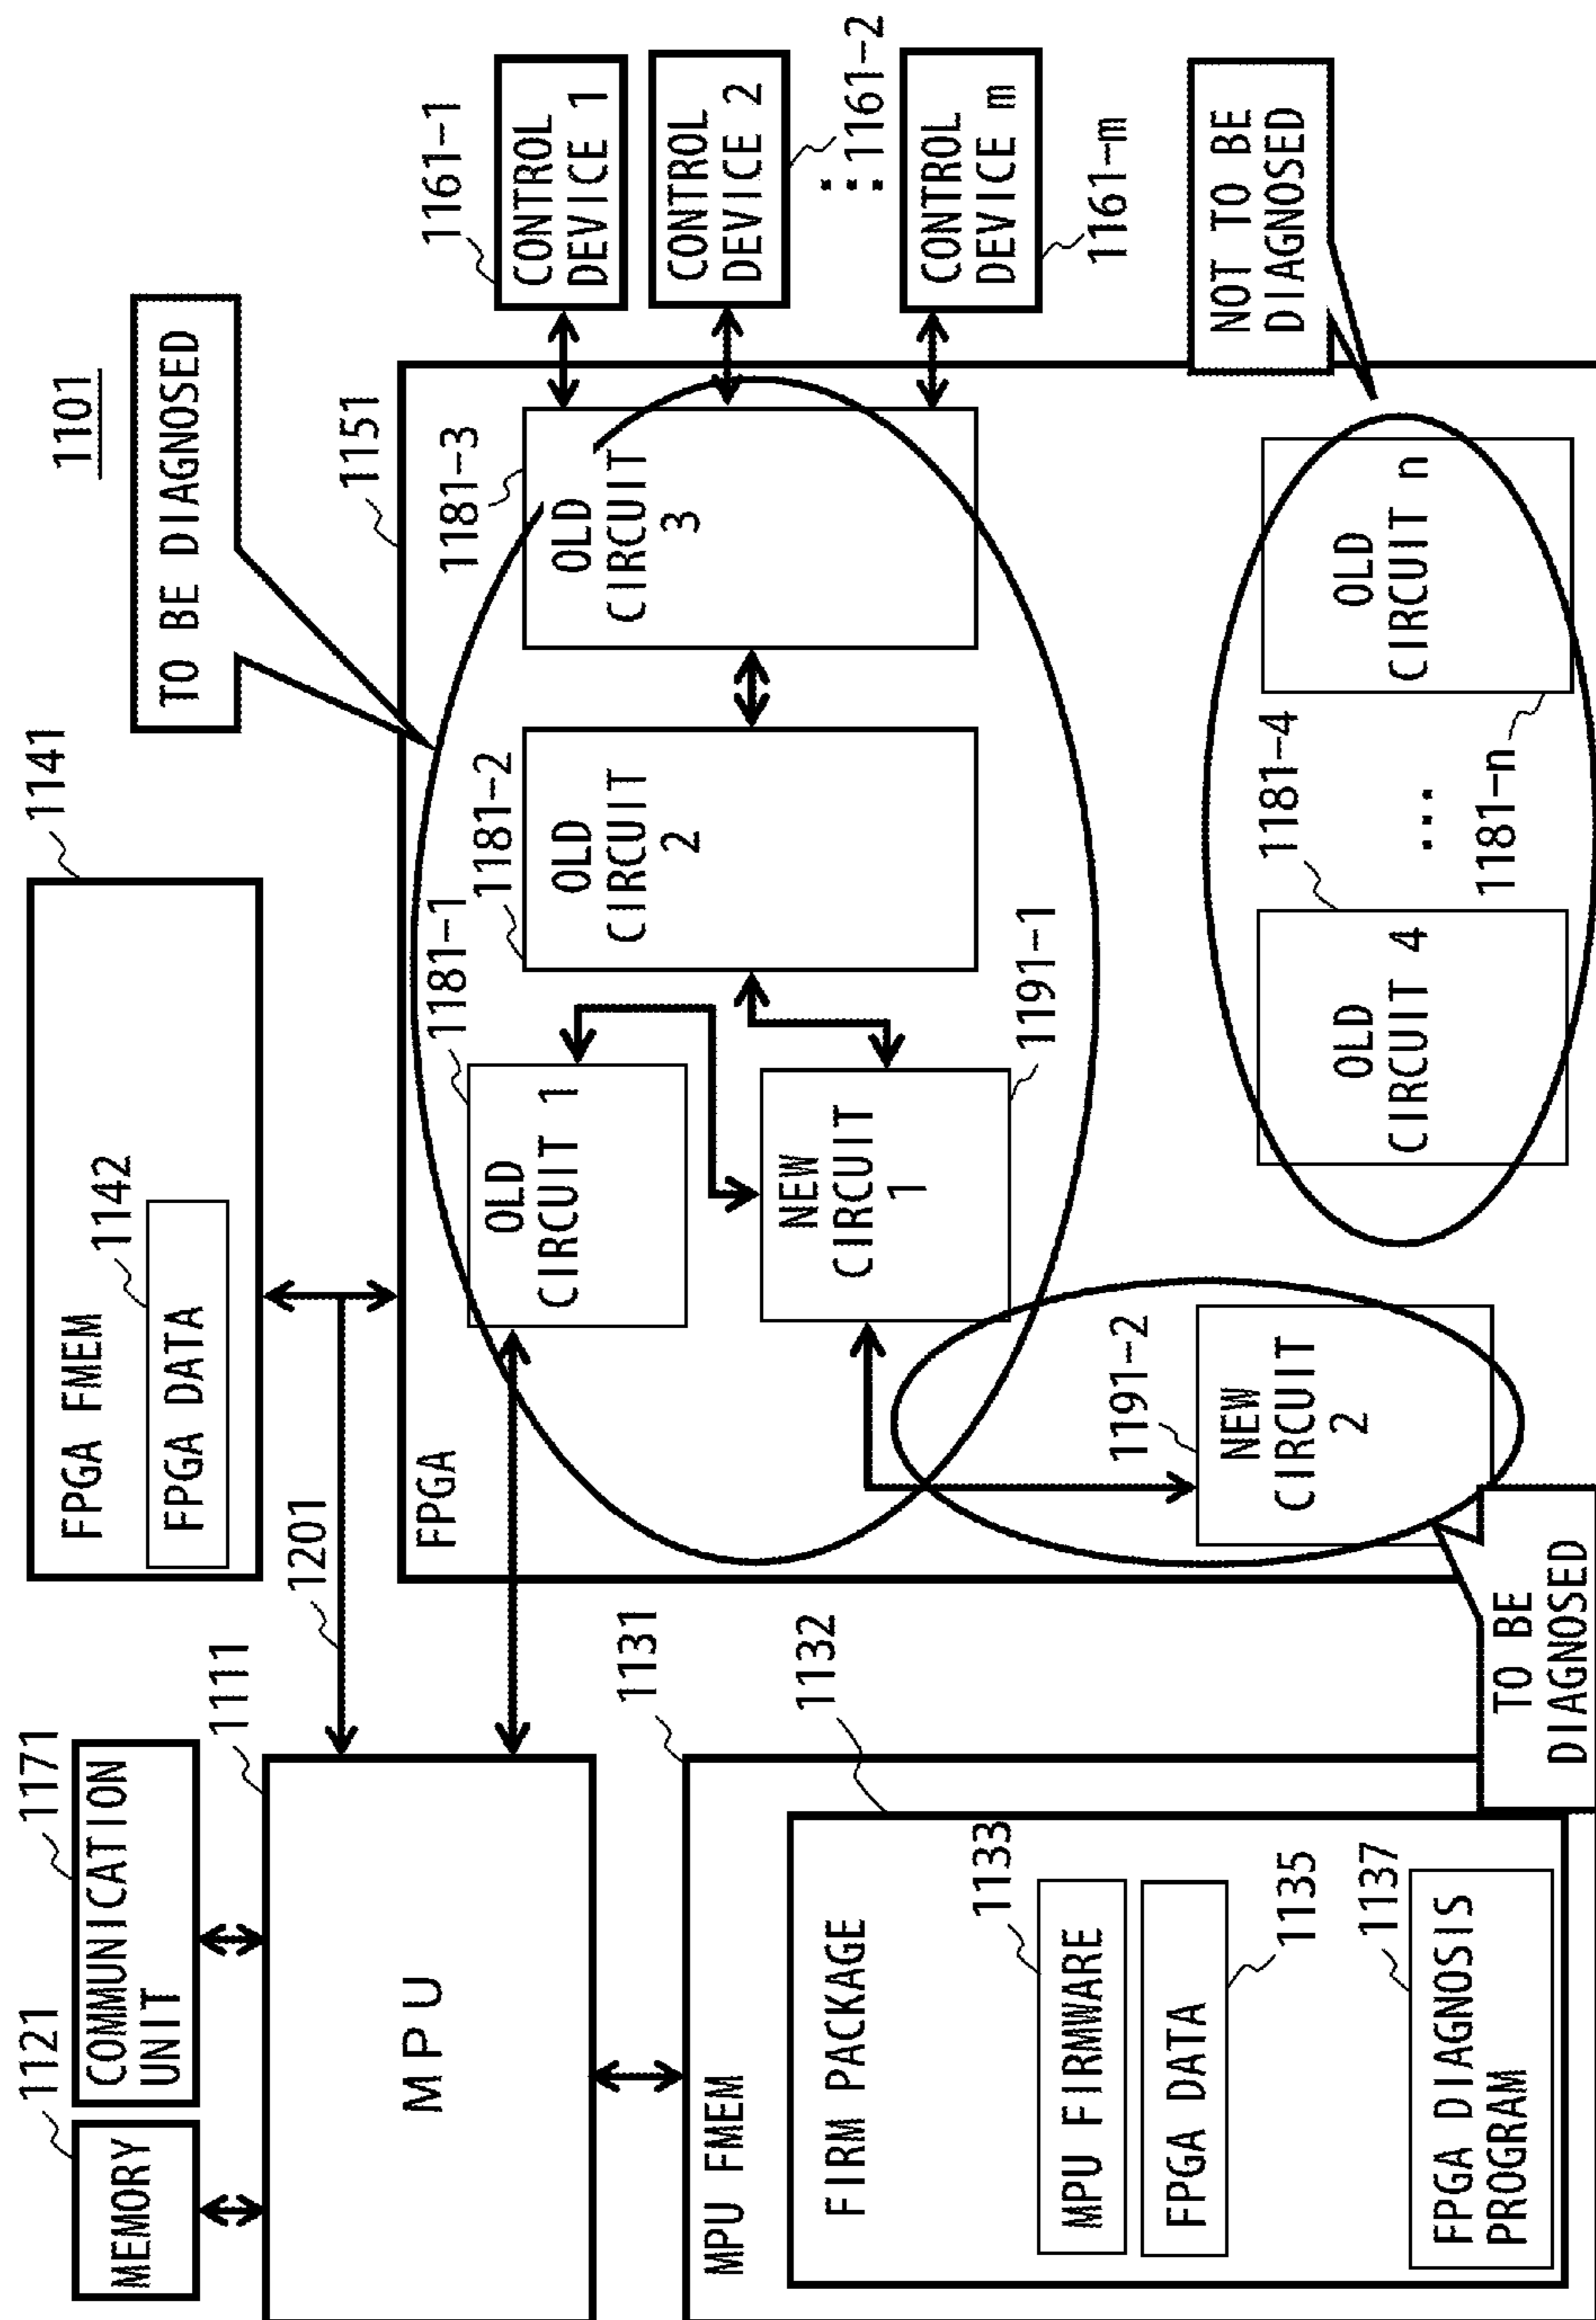 1101
1121
MEMORY
1171
COMMUNICATION
UNIT
1111
MPU
1201
1141
FPGA FMEM
1142
FPGA DATA
TO BE DIAGNOSED
1151
FPGA
1181-1
OLD
CIRCUIT 1
1181-2
OLD
CIRCUIT
2
1181-3
OLD
CIRCUIT
3
1161-1
CONTROL
DEVICE 1
CONTROL
DEVICE 2
1161-2
CONTROL
DEVICE m
1161-m
NEW
CIRCUIT
1
1191-1
1191-2
NEW
CIRCUIT
2
TO BE
DIAGNOSED
1181-4
OLD
CIRCUIT 4
...
1181-n
OLD
CIRCUIT n
NOT TO BE
DIAGNOSED
1131
MPU FMEM
1132
FIRM PACKAGE
1133
MPU FIRMWARE
FPGA DATA
1135
1137
FPGA DIAGNOSIS
PROGRAM